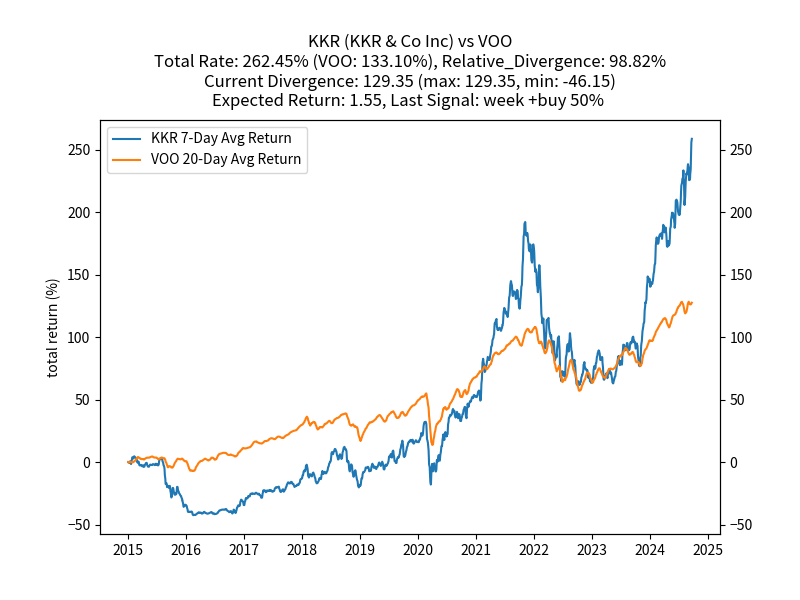 KKR (KKR & Co Inc) vs VOO
Total Rate: 262.45% (VOO: 133.10%), Relative_Divergence: 98.82%
Current Divergence: 129.35 (max: 129.35, min: -46.15)
Expected Return: 1.55, Last Signal: week +buy 50%
KKR 7-Day Avg Return
VOO 20-Day Avg Return
total return (%)
250
200
150
100
50
0
−50
250
200
150
100
50
0
−50
2015 2016 2017 2018 2019 2020 2021 2022 2023 2024 2025